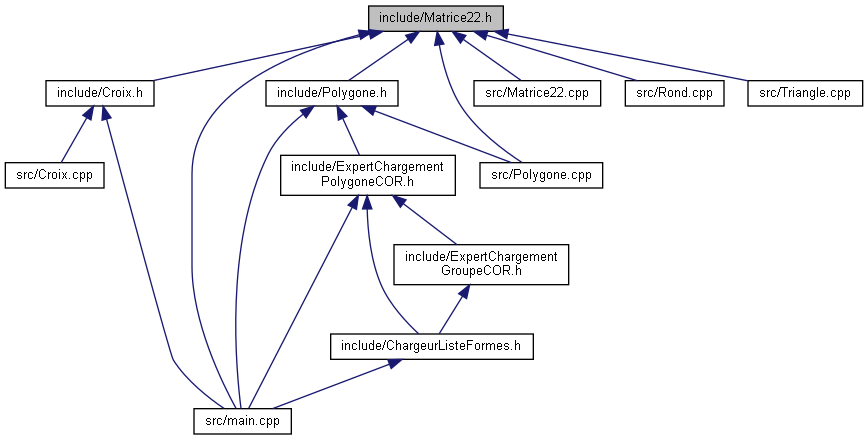 include/Matrice22.h
include/Croix.h
include/Polygone.h
src/Matrice22.cpp
src/Rond.cpp
src/Triangle.cpp
src/Croix.cpp
include/ExpertChargement
PolygoneCOR.h
src/Polygone.cpp
include/ExpertChargement
GroupeCOR.h
include/ChargeurListeFormes.h
src/main.cpp